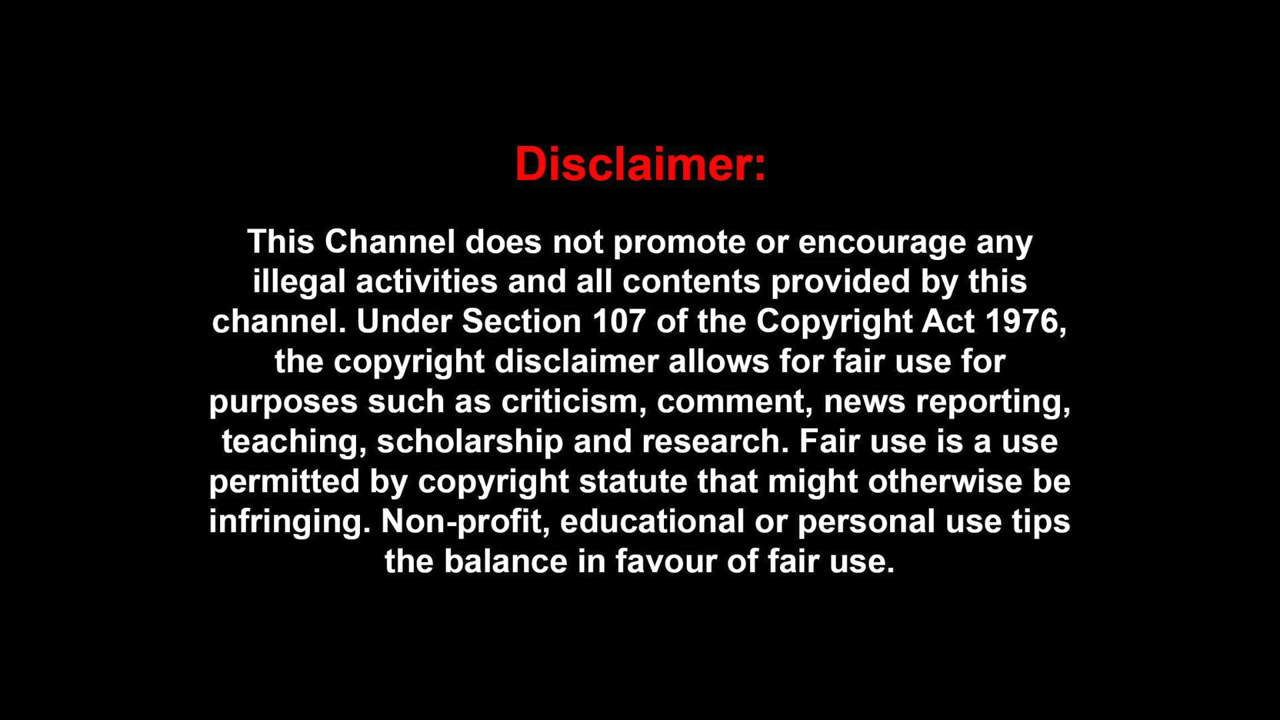 Disclaimer:
This Channel does not promote or encourage any
illegal activities and all contents provided by this
channel. Under Section 107 of the Copyright Act 1976,
the copyright disclaimer allows for fair use for
purposes such as criticism, comment, news reporting,
teaching, scholarship and research. Fair use is a use
permitted by copyright statute that might otherwise be
infringing. Non-profit, educational or personal use tips
the balance in favour of fair use.